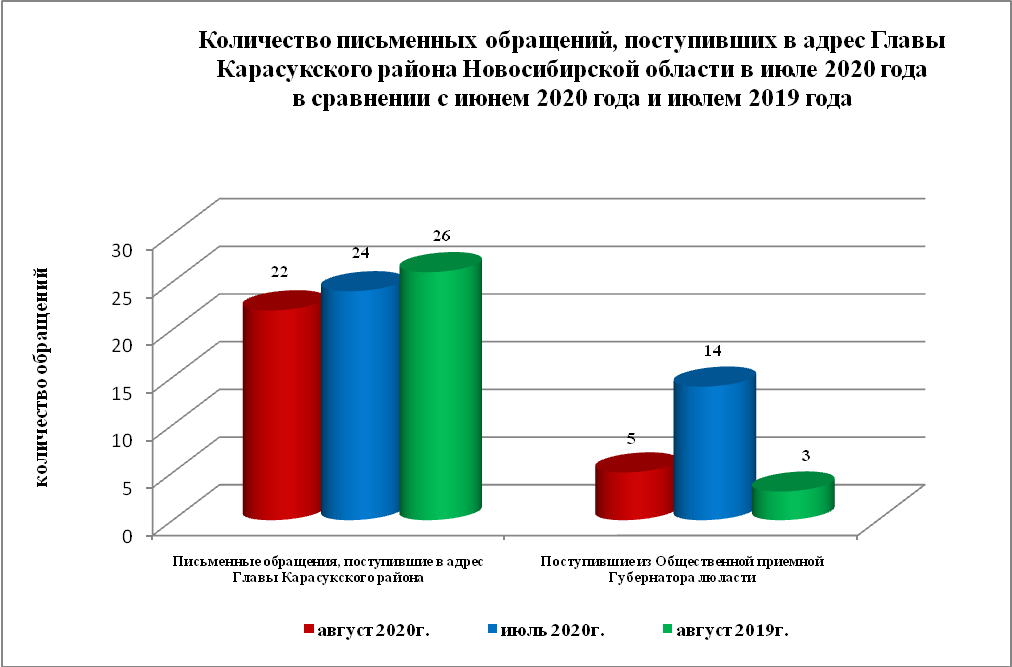 Количество письменных обращений, поступивших в адрес Главы
Карасукского района Новосибирской области в июле 2020 года
в сравнении с июнем 2020 года и июлем 2019 года
количество обращений
30
25
20
15
10
5
0
22
24
26
5
14
3
Письменные обращения, поступившие в адрес
Главы Карасукского района
Поступившие из Общественной приемной
Губернатора люласти
август 2020г.
июль 2020г.
август 2019г.